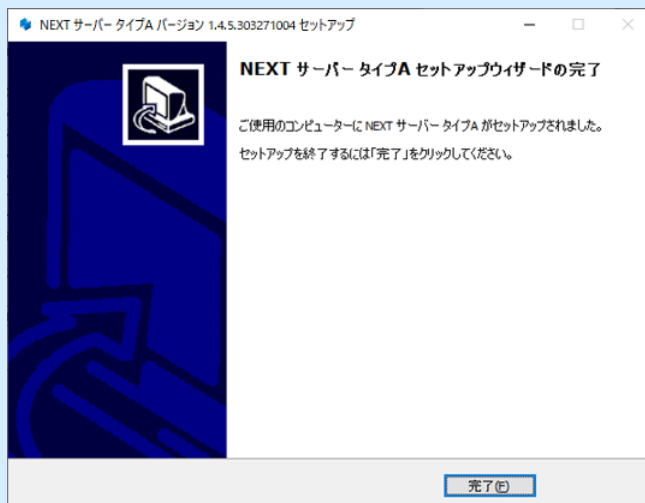 NEXT サーバー タイプA バージョン 1.4.5.303271004 セットアップ
NEXT サーバー タイプA セットアップウィザードの完了
ご使用のコンピューターに NEXT サーバー タイプA がセットアップされました。
セットアップを終了するには「完了」をクリックしてください。
完了(F)